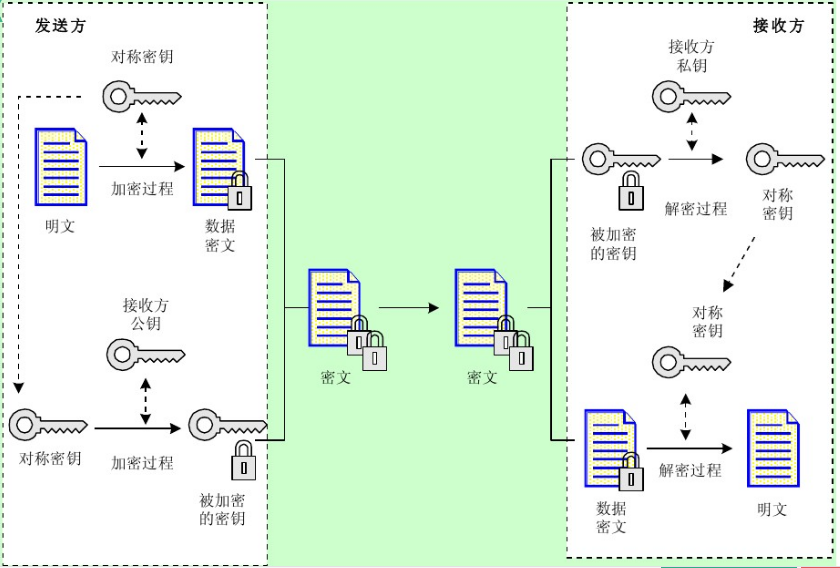 发送方
对称密钥
明文
加密过程
数据
密文
接收方
公钥
对称密钥
加密过程
被加密
的密钥
密文
密文
接收方
接收方
私钥
被加密
的密钥
解密过程
对称
密钥
对称
密钥
数据
密文
解密过程
明文